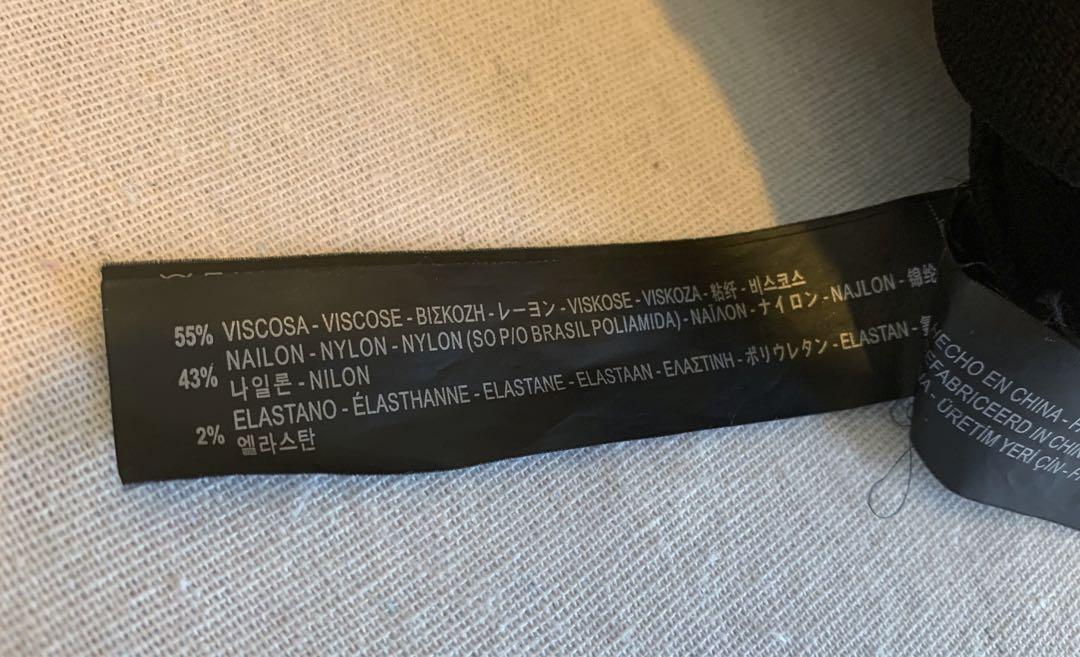 55% VISCOSA - VISCOSE - ΒΙΣΚΟΖΗ - レーヨン - VISKOSE - VISKOZA - 粘纤 - 비스코스
43% NAILON - NYLON - NYLON (SO P/O BRASIL POLIAMIDA) - ΝΑΪΛΟΝ - ナイロン - NAJLON - 锦纶
나일론 - NILON
2% ELASTANO - ÉLASTHANNE - ELASTANE - ELASTAAN - ΕΛΑΣΤΙΝΗ - ポリウレタン - ELASTAN -
엘라스탄
HECHO EN CHINA -
GEFABRICEERD IN
- ÜRETİM YERİ ÇİN -